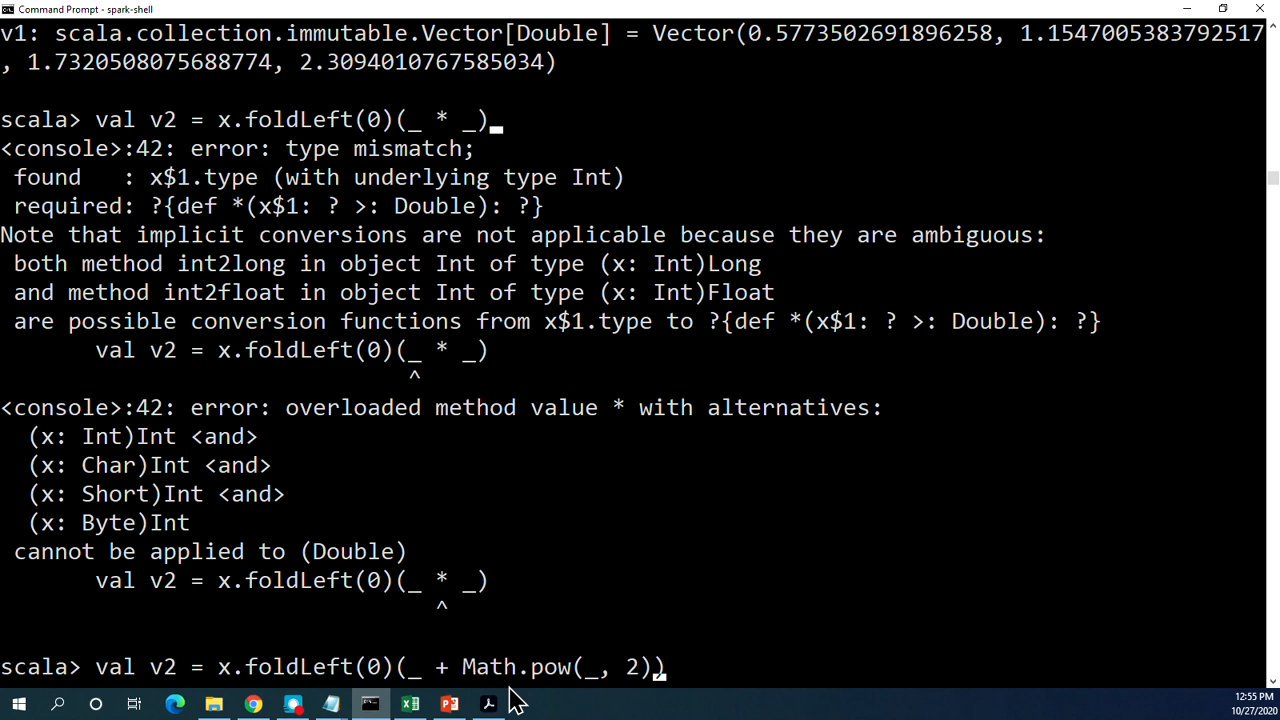 Command Prompt - spark-shell
v1: scala.collection.immutable.Vector[Double] = Vector(0.5773502691896258, 1.1547005383792517
, 1.7320508075688774, 2.3094010767585034)
scala> val v2 = x.foldLeft(0)(_ * _)
<console>:42: error: type mismatch;
 found   : x$1.type (with underlying type Int)
 required: ?{def *(x$1: ? >: Double): ?}
Note that implicit conversions are not applicable because they are ambiguous:
 both method int2long in object Int of type (x: Int)Long
 and method int2float in object Int of type (x: Int)Float
 are possible conversion functions from x$1.type to ?{def *(x$1: ? >: Double): ?}
       val v2 = x.foldLeft(0)(_ * _)
                              ^
<console>:42: error: overloaded method value * with alternatives:
  (x: Int)Int <and>
  (x: Char)Int <and>
  (x: Short)Int <and>
  (x: Byte)Int
 cannot be applied to (Double)
       val v2 = x.foldLeft(0)(_ * _)
                                ^
scala> val v2 = x.foldLeft(0)(_ + Math.pow(_, 2))
12:55 PM
10/27/2020